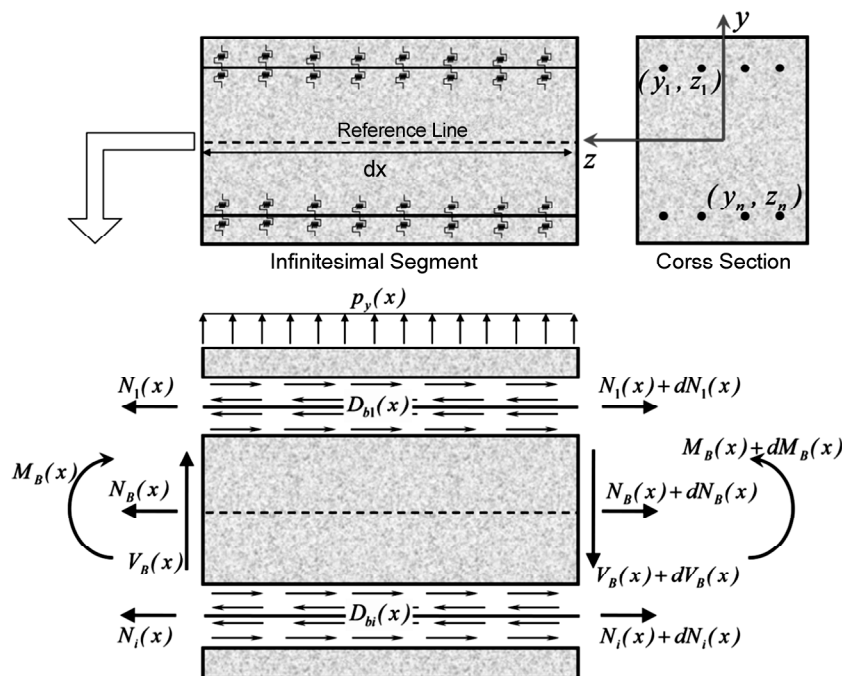 y
(y₁, z₁)
Reference Line
z
dx
(yₙ, zₙ)
Infinitesimal Segment
Corss Section
p_y(x)
N₁(x)
N₁(x)+dN₁(x)
D_b1(x)
M_B(x)
M_B(x)+dM_B(x)
N_B(x)
N_B(x)+dN_B(x)
V_B(x)
V_B(x)+dV_B(x)
D_bi(x)
N_i(x)
N_i(x)+dN_i(x)